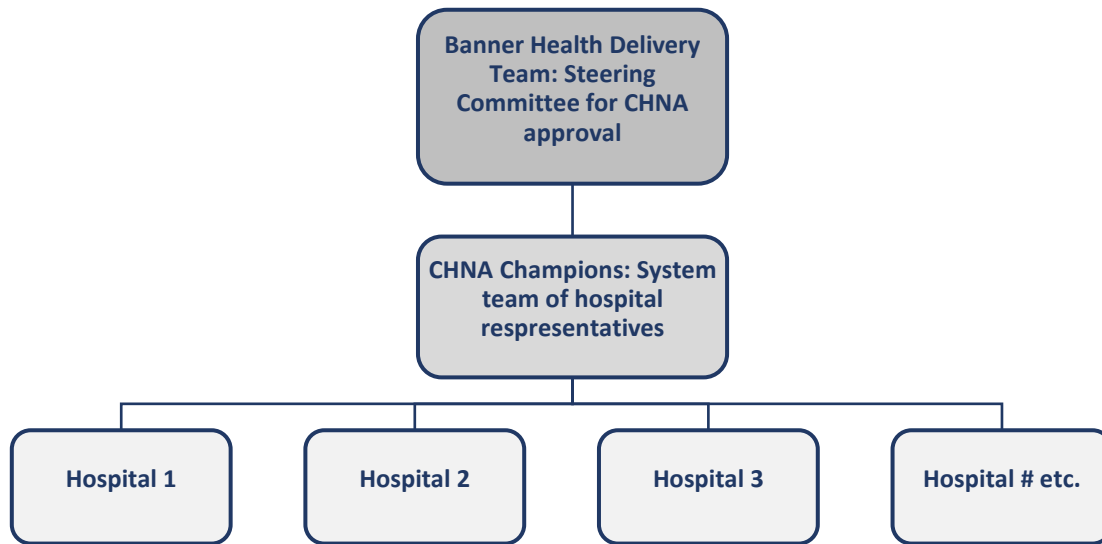 Banner Health Delivery
Team: Steering
Committee for CHNA
approval
CHNA Champions: System
team of hospital
respresentatives
Hospital 1
Hospital 2
Hospital 3
Hospital # etc.